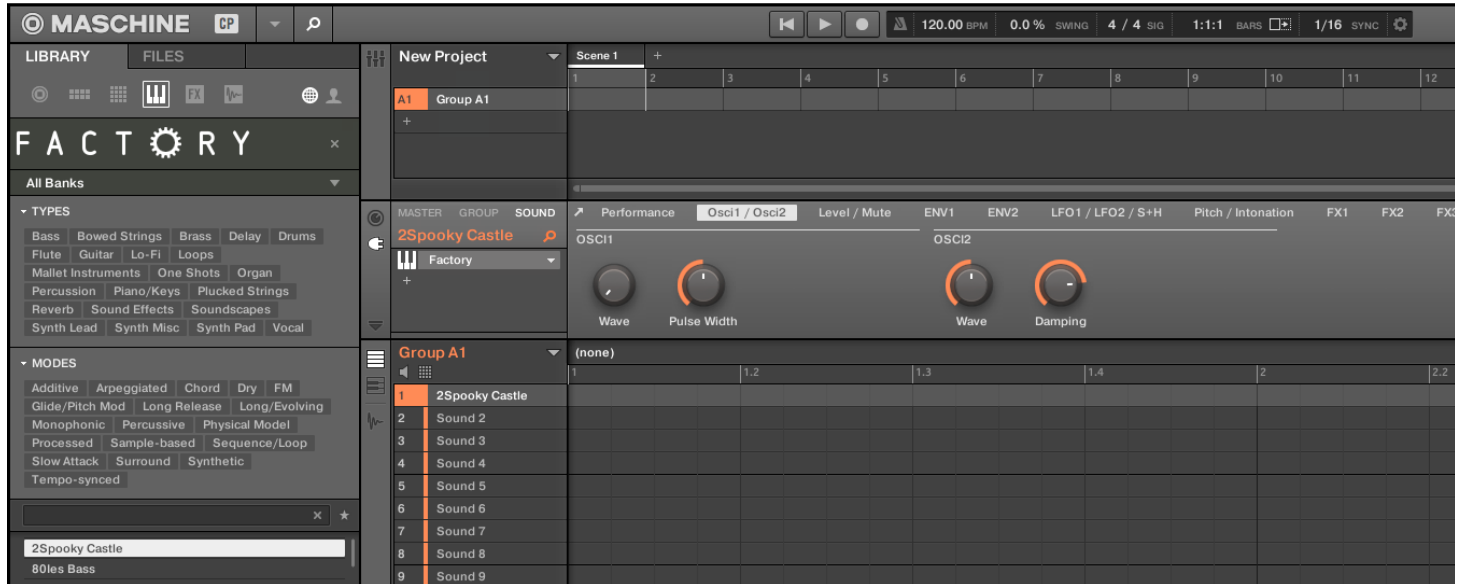 MASCHINE CP
120.00 BPM 0.0 % SWING 4 / 4 SIG 1:1:1 BARS 1/16 SYNC
LIBRARY FILES
FX
FACTORY
All Banks
TYPES
Bass Bowed Strings Brass Delay Drums
Flute Guitar Lo-Fi Loops
Mallet Instruments One Shots Organ
Percussion Piano/Keys Plucked Strings
Reverb Sound Effects Soundscapes
Synth Lead Synth Misc Synth Pad Vocal
MODES
Additive Arpeggiated Chord Dry FM
Glide/Pitch Mod Long Release Long/Evolving
Monophonic Percussive Physical Model
Processed Sample-based Sequence/Loop
Slow Attack Surround Synthetic
Tempo-synced
2Spooky Castle
80les Bass
New Project
Scene 1 +
1 2 3 4 5 6 7 8 9 10 11 12
A1 Group A1
+
MASTER GROUP SOUND
2Spooky Castle
Factory
+
Performance Osci1 / Osci2 Level / Mute ENV1 ENV2 LFO1 / LFO2 / S+H Pitch / Intonation FX1 FX2 FX3
OSCI1 OSCI2
Wave Pulse Width Wave Damping
Group A1
(none)
1 1.2 1.3 1.4 2 2.2
1 2Spooky Castle
2 Sound 2
3 Sound 3
4 Sound 4
5 Sound 5
6 Sound 6
7 Sound 7
8 Sound 8
9 Sound 9